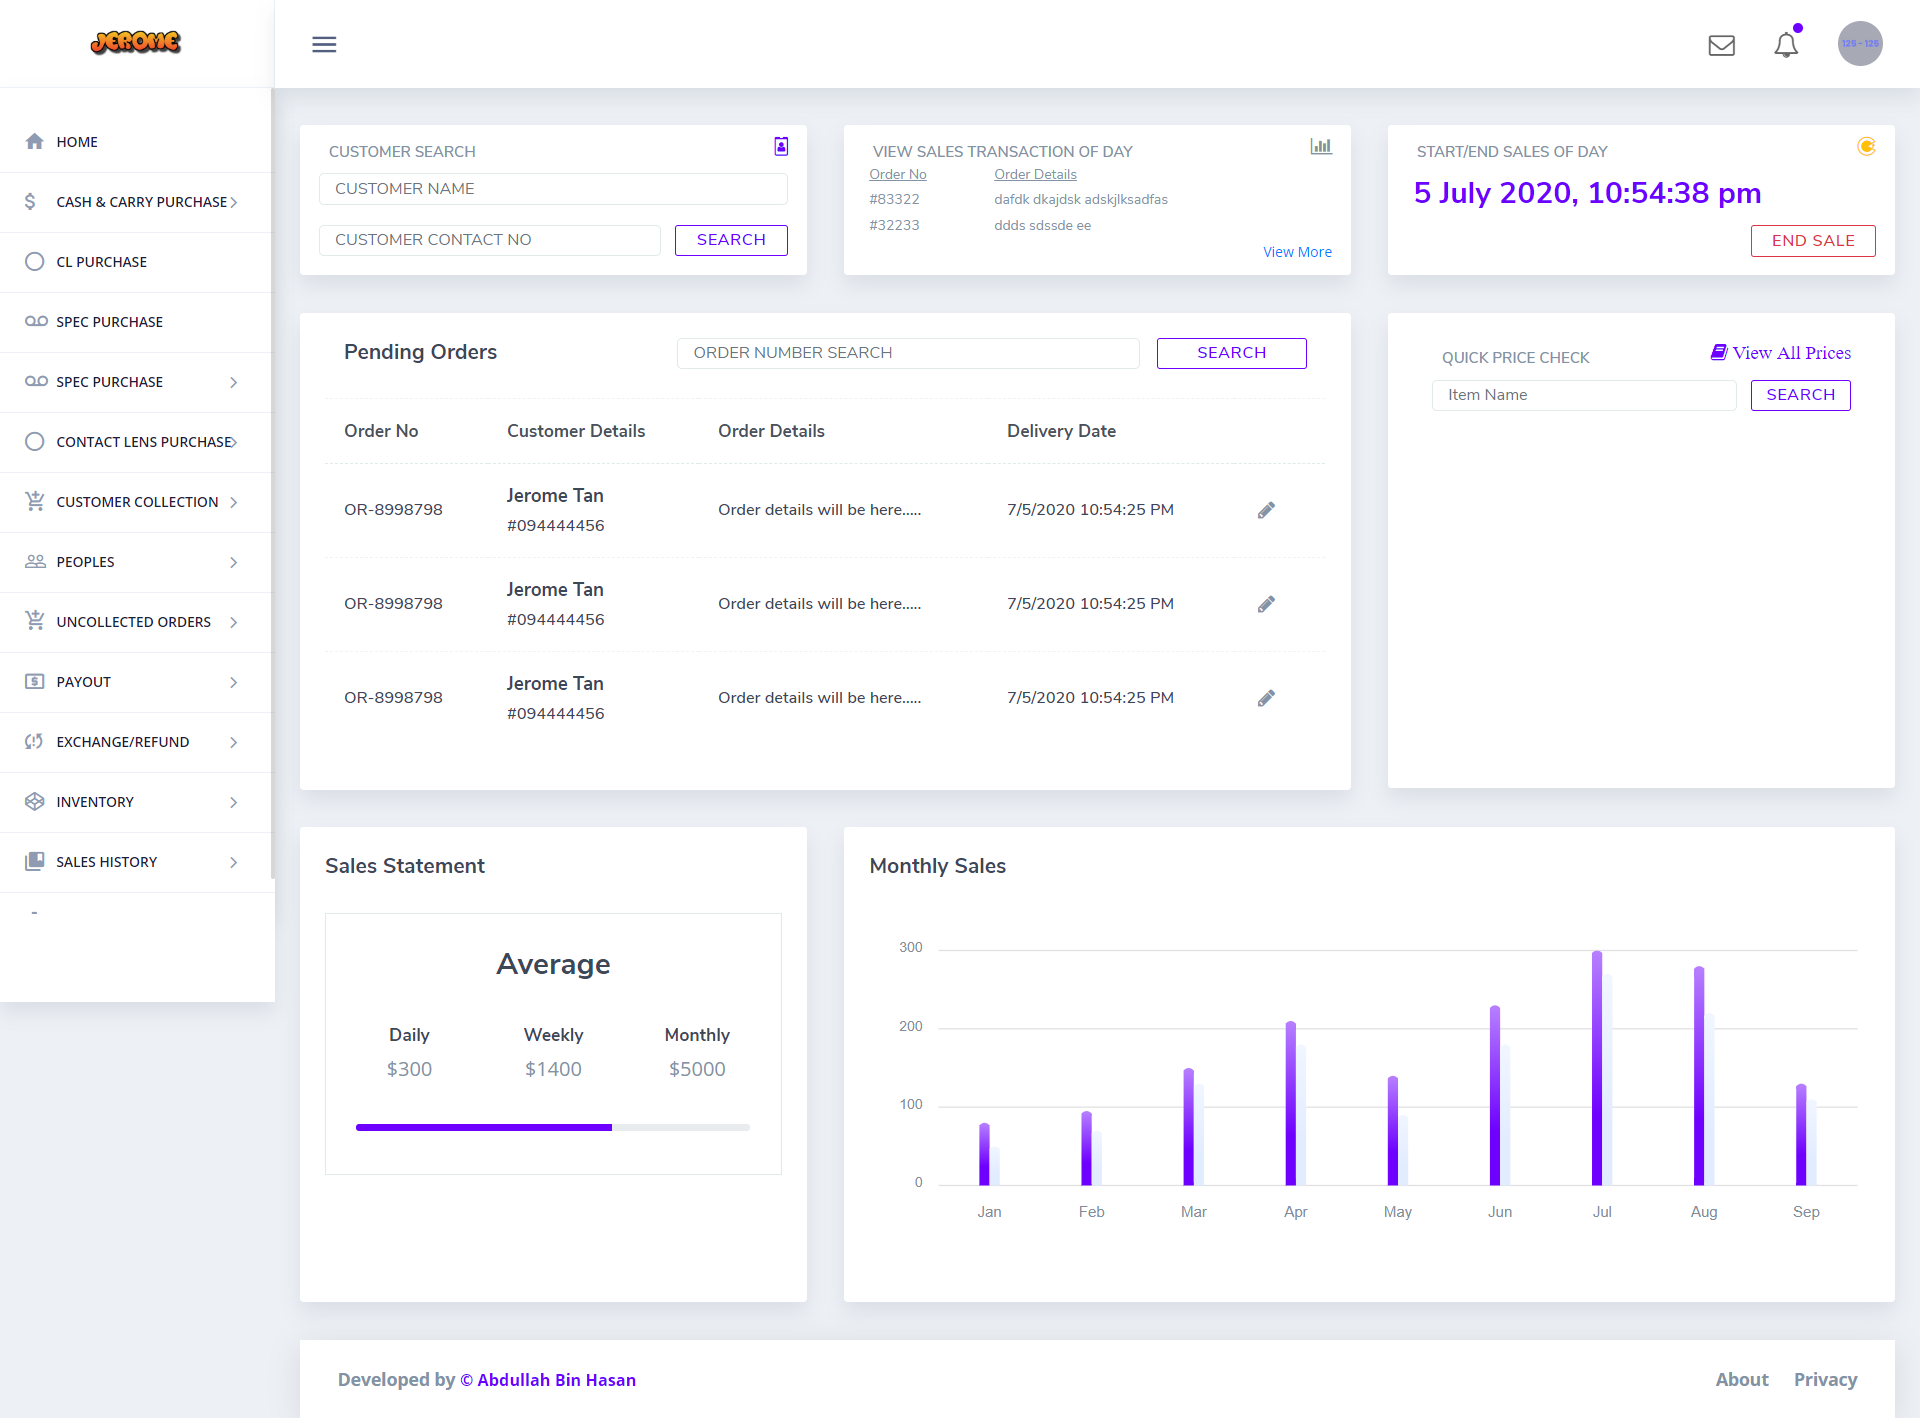 JEROME
125 - 125
HOME
CASH & CARRY PURCHASE
CL PURCHASE
SPEC PURCHASE
SPEC PURCHASE
CONTACT LENS PURCHASE
CUSTOMER COLLECTION
PEOPLES
UNCOLLECTED ORDERS
PAYOUT
EXCHANGE/REFUND
INVENTORY
SALES HISTORY
CUSTOMER SEARCH
CUSTOMER NAME
CUSTOMER CONTACT NO SEARCH
VIEW SALES TRANSACTION OF DAY
Order No Order Details
#83322 dafdk dkajdsk adskjlksadfas
#32233 ddds sdssde ee
View More
START/END SALES OF DAY
5 July 2020, 10:54:38 pm
END SALE
Pending Orders ORDER NUMBER SEARCH SEARCH
Order No Customer Details Order Details Delivery Date
OR-8998798 Jerome Tan Order details will be here..... 7/5/2020 10:54:25 PM
#094444456
OR-8998798 Jerome Tan Order details will be here..... 7/5/2020 10:54:25 PM
#094444456
OR-8998798 Jerome Tan Order details will be here..... 7/5/2020 10:54:25 PM
#094444456
QUICK PRICE CHECK View All Prices
Item Name SEARCH
Sales Statement
Average
Daily Weekly Monthly
$300 $1400 $5000
Monthly Sales
300
200
100
0
Jan Feb Mar Apr May Jun Jul Aug Sep
Developed by © Abdullah Bin Hasan
About Privacy